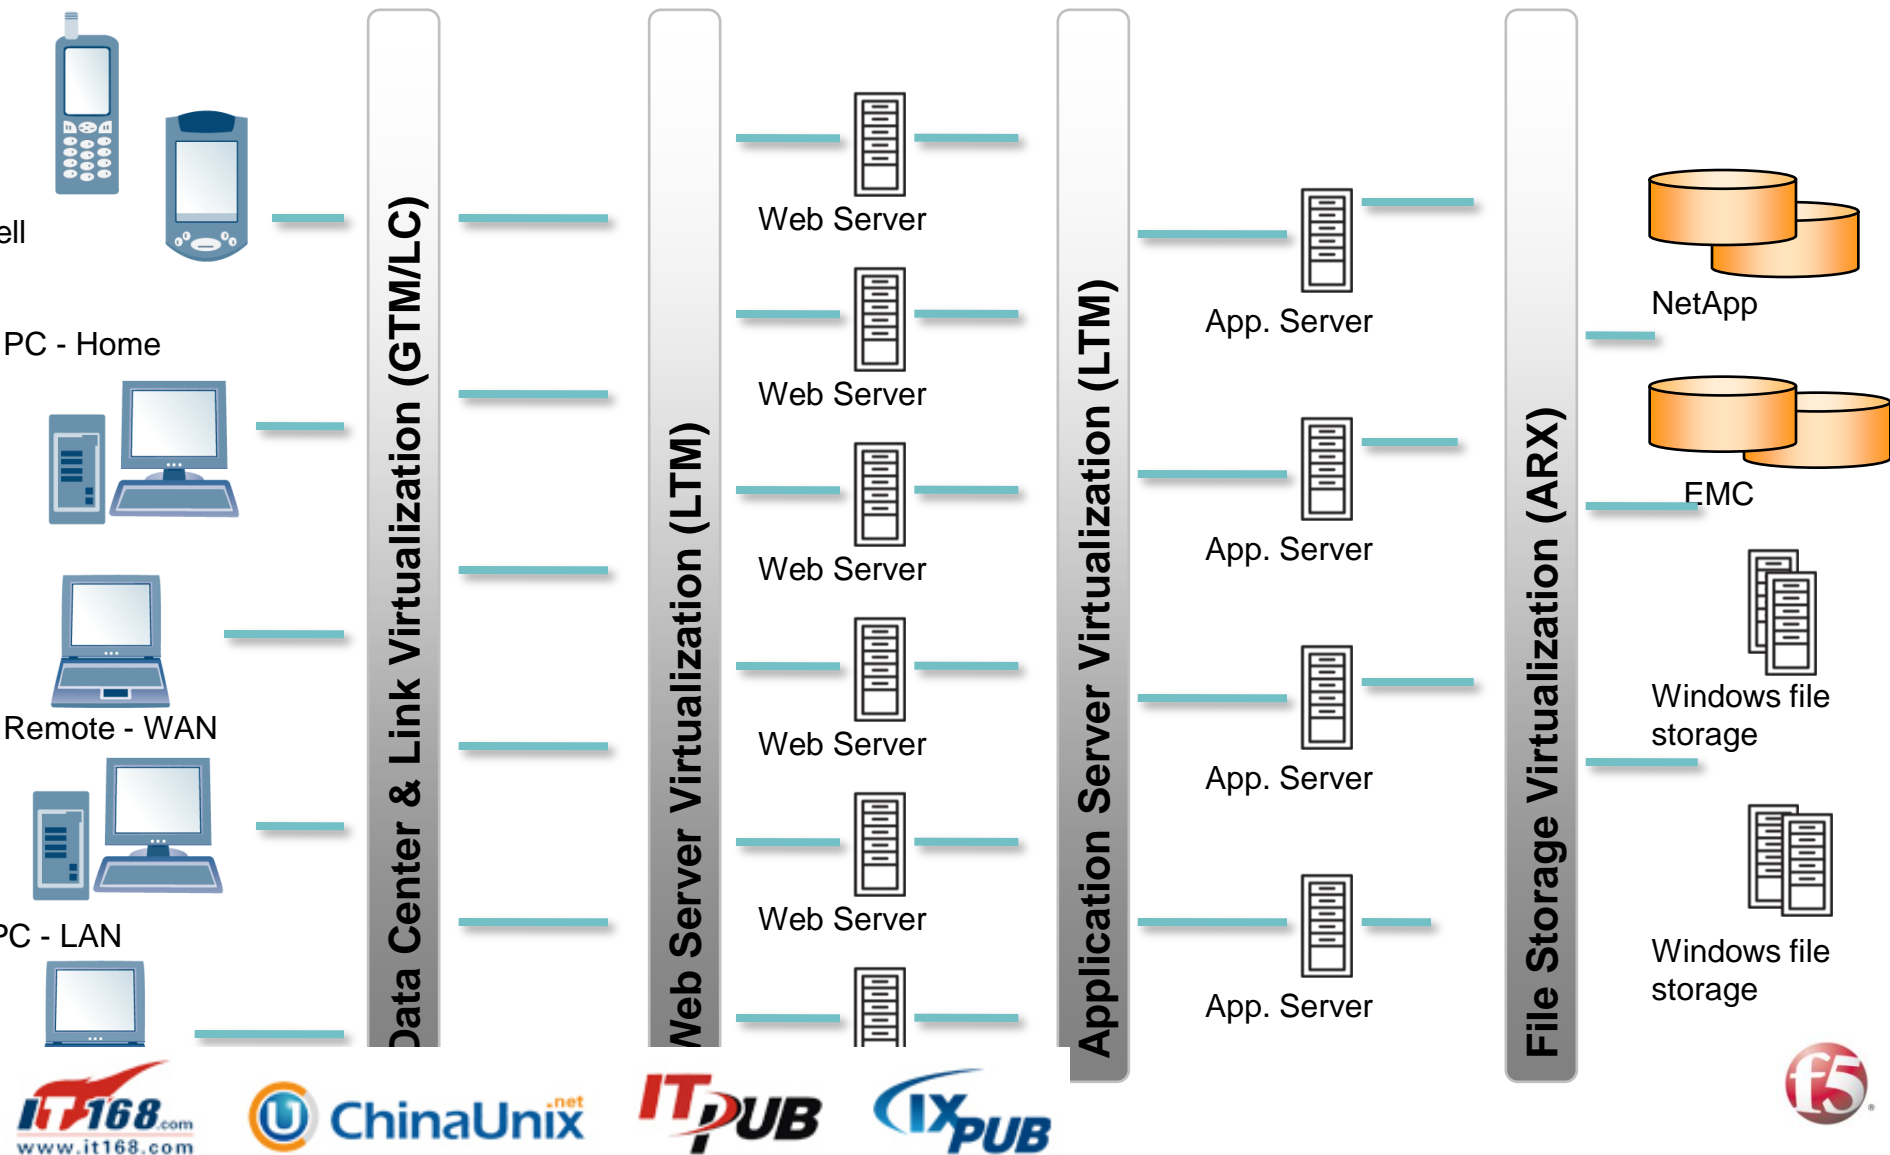 ell
PC - Home
Remote - WAN
PC - LAN
Data Center & Link Virtualization (GTM/LC)
Web Server Virtualization (LTM)
Web Server
Web Server
Web Server
Web Server
Web Server
Application Server Virtualization (LTM)
App. Server
App. Server
App. Server
App. Server
File Storage Virtualization (ARX)
NetApp
EMC
Windows file
storage
Windows file
storage
IT168.com
www.it168.com
ChinaUnix.net
ITPUB
IXPUB
f5